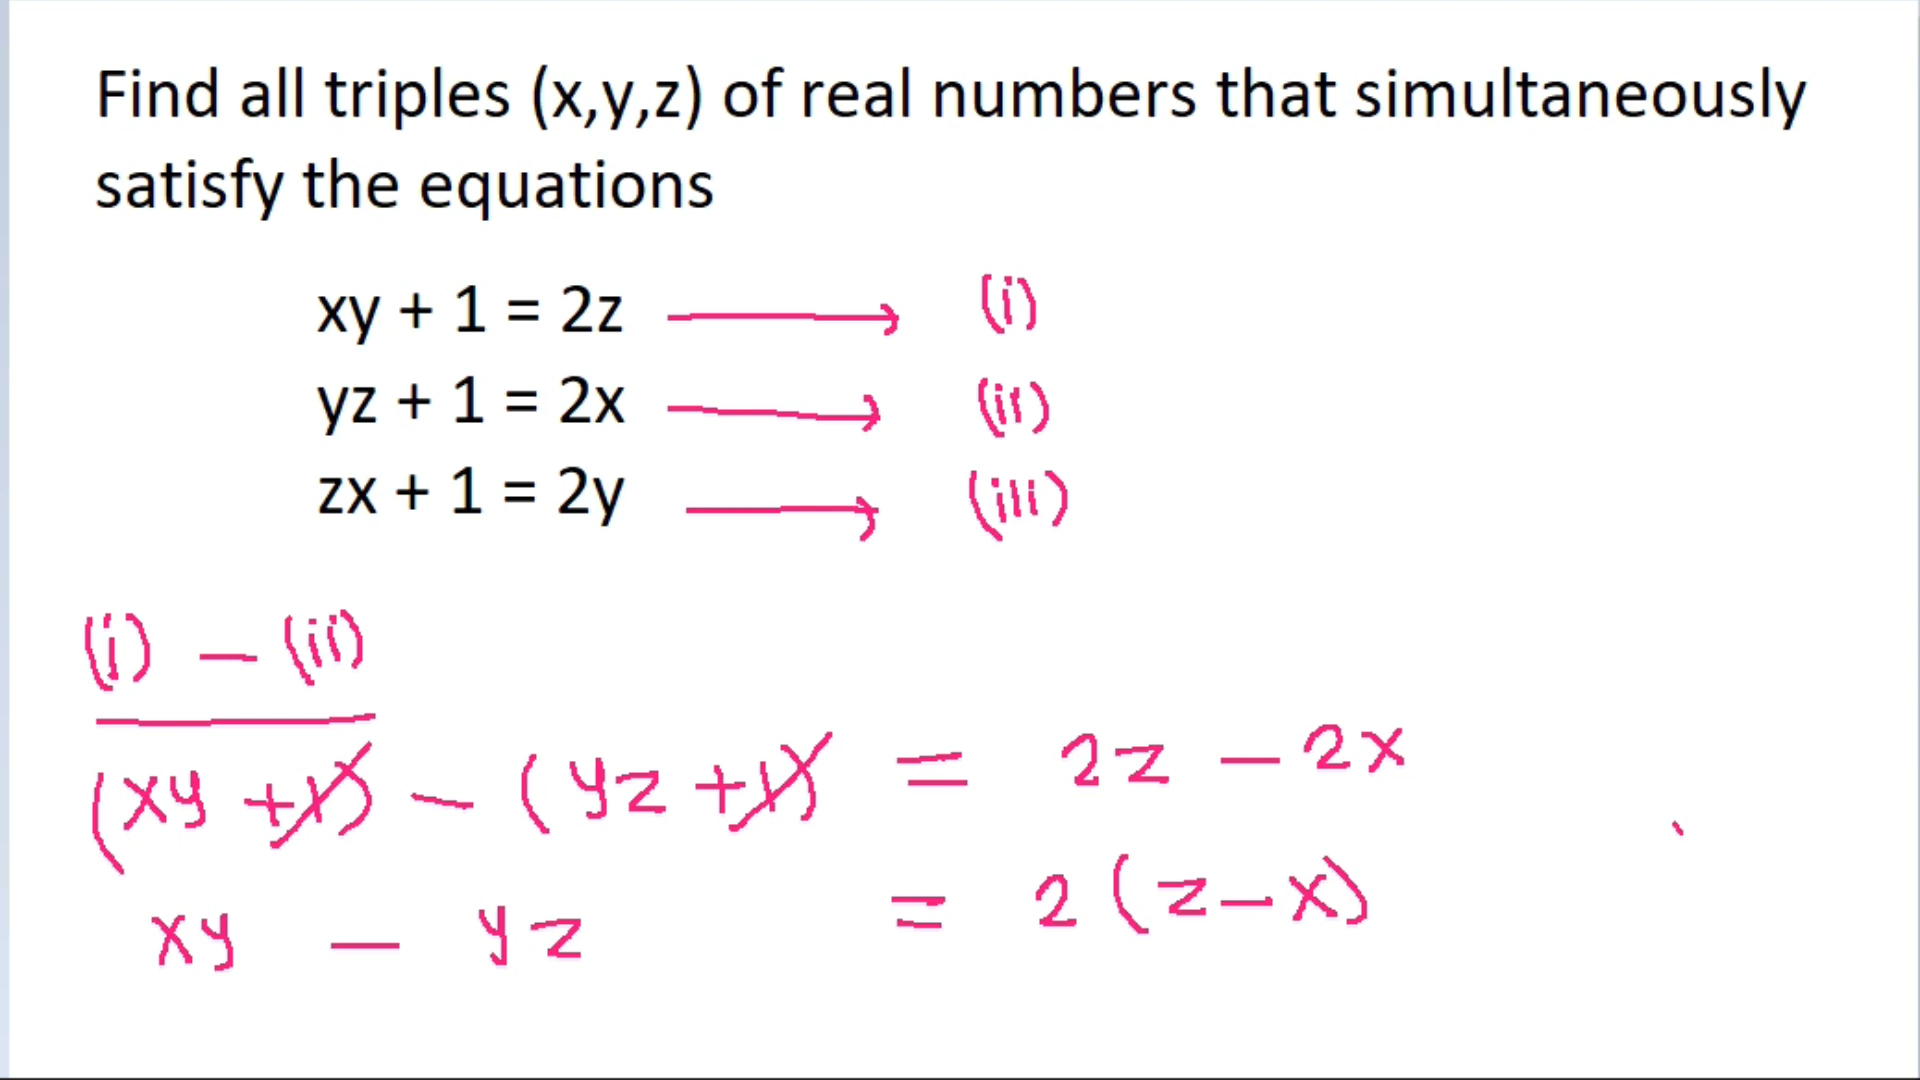 Find all triples (x,y,z) of real numbers that simultaneously
satisfy the equations
xy + 1 = 2z (i)
yz + 1 = 2x (ii)
zx + 1 = 2y (iii)
(i) – (ii)
(xy +1) – (yz +1) = 2z – 2x
xy – yz = 2(z–x)